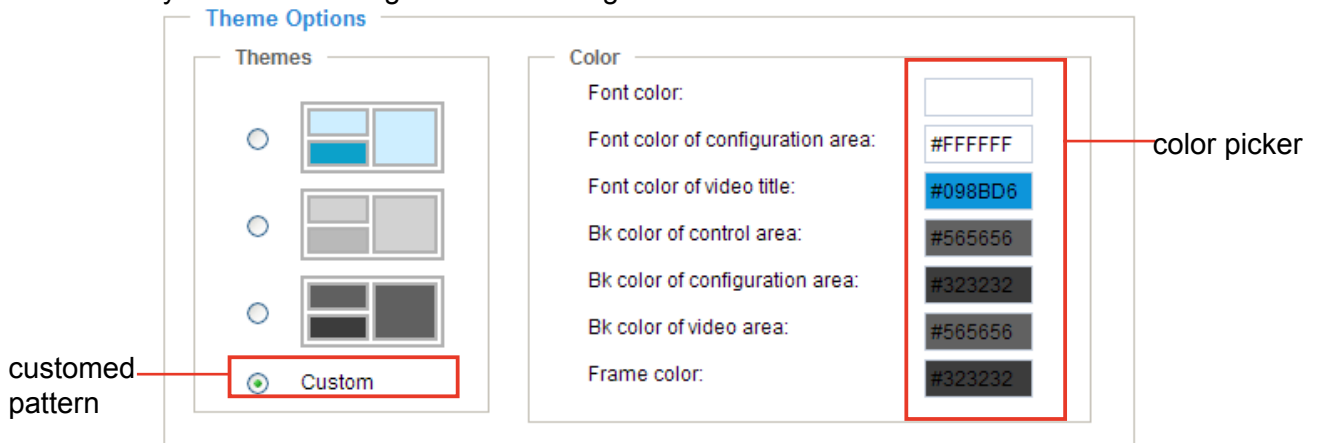 Theme Options
Themes
Custom
customed
pattern
Color
Font color:
Font color of configuration area: #FFFFFF
Font color of video title: #098BD6
Bk color of control area: #565656
Bk color of configuration area: #323232
Bk color of video area: #565656
Frame color: #323232
color picker